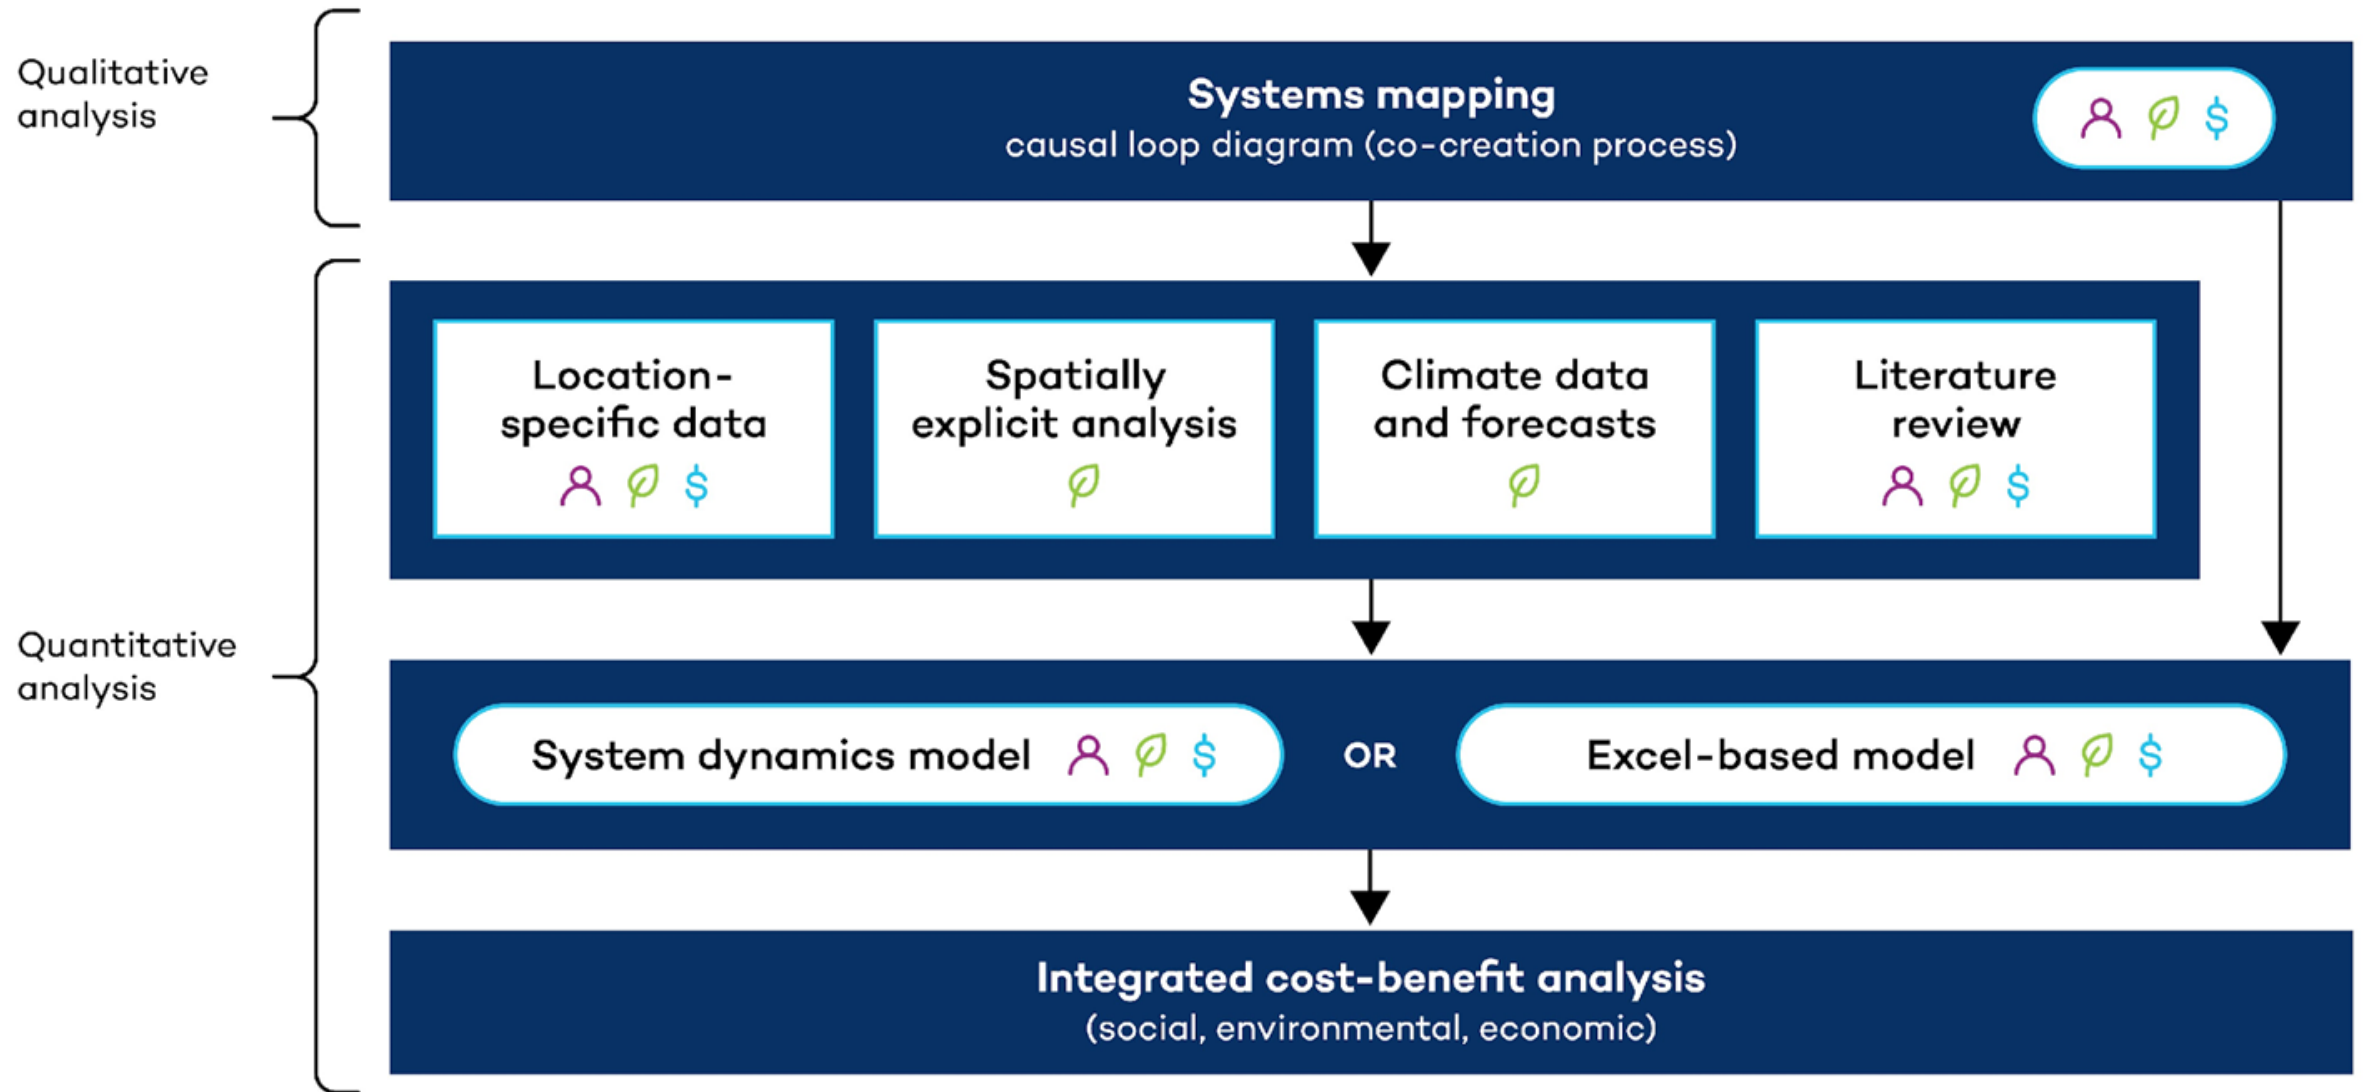 Qualitative
analysis
Systems mapping
causal loop diagram (co-creation process)
Quantitative
analysis
Location-
specific data
Spatially
explicit analysis
Climate data
and forecasts
Literature
review
System dynamics model
OR
Excel-based model
Integrated cost-benefit analysis
(social, environmental, economic)